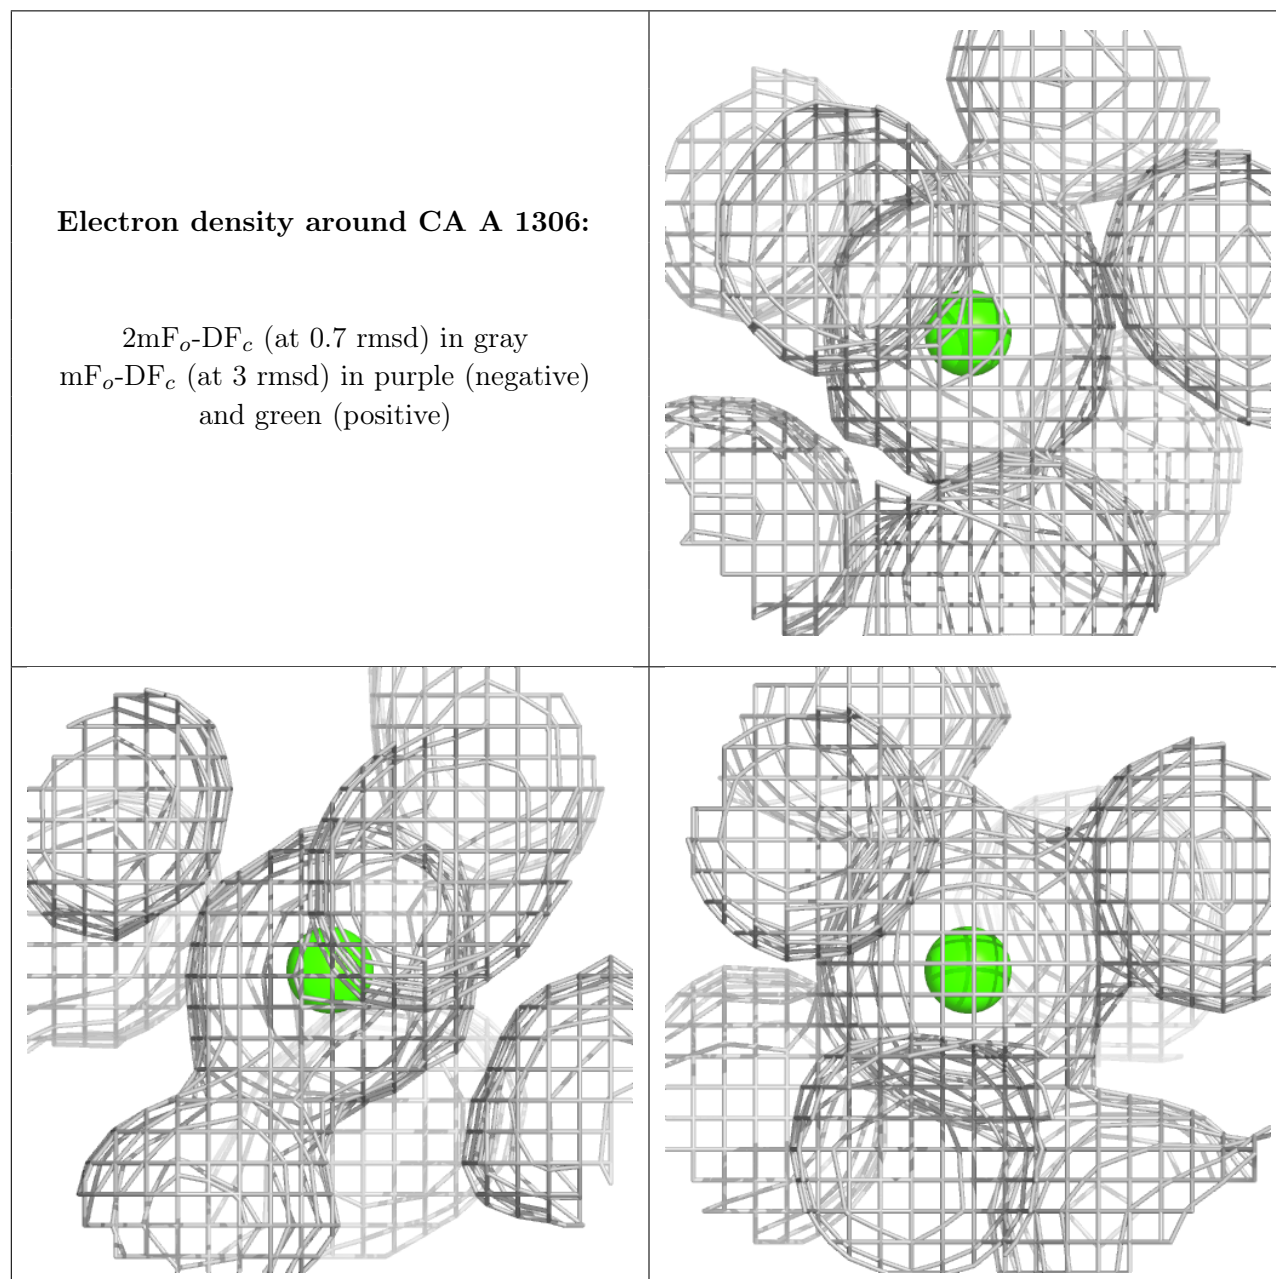 Electron density around CA A 1306:
2mFo-DFc (at 0.7 rmsd) in gray
mFo-DFc (at 3 rmsd) in purple (negative)
and green (positive)